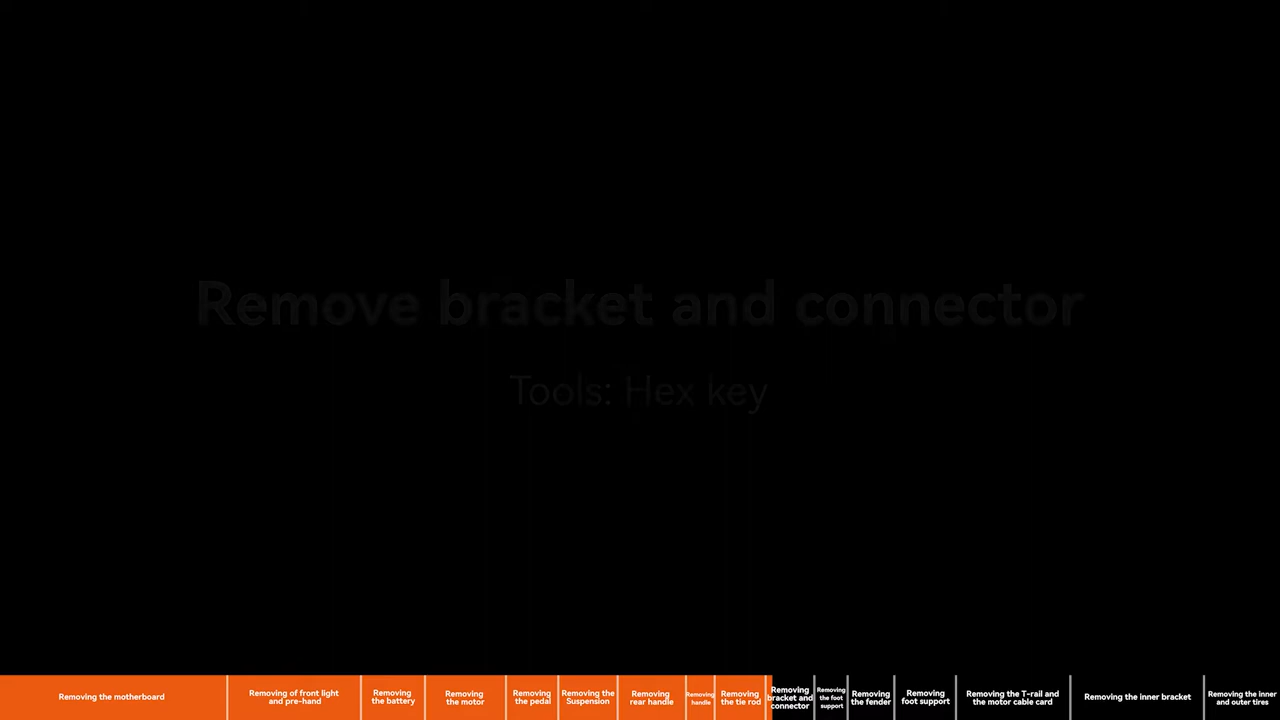 Remove bracket and connector
Tools: Hex key
Removing the motherboard
Removing of front light
and pre-hand
Removing
the battery
Removing
the motor
Removing
the pedal
Removing the
Suspension
Removing
rear handle
Removing
handle
Removing
the tie rod
Removing
bracket and
connector
Removing
the foot
support
Removing
the fender
Removing
foot support
Removing the T-rail and
the motor cable card
Removing the inner bracket
Removing the inner
and outer tires